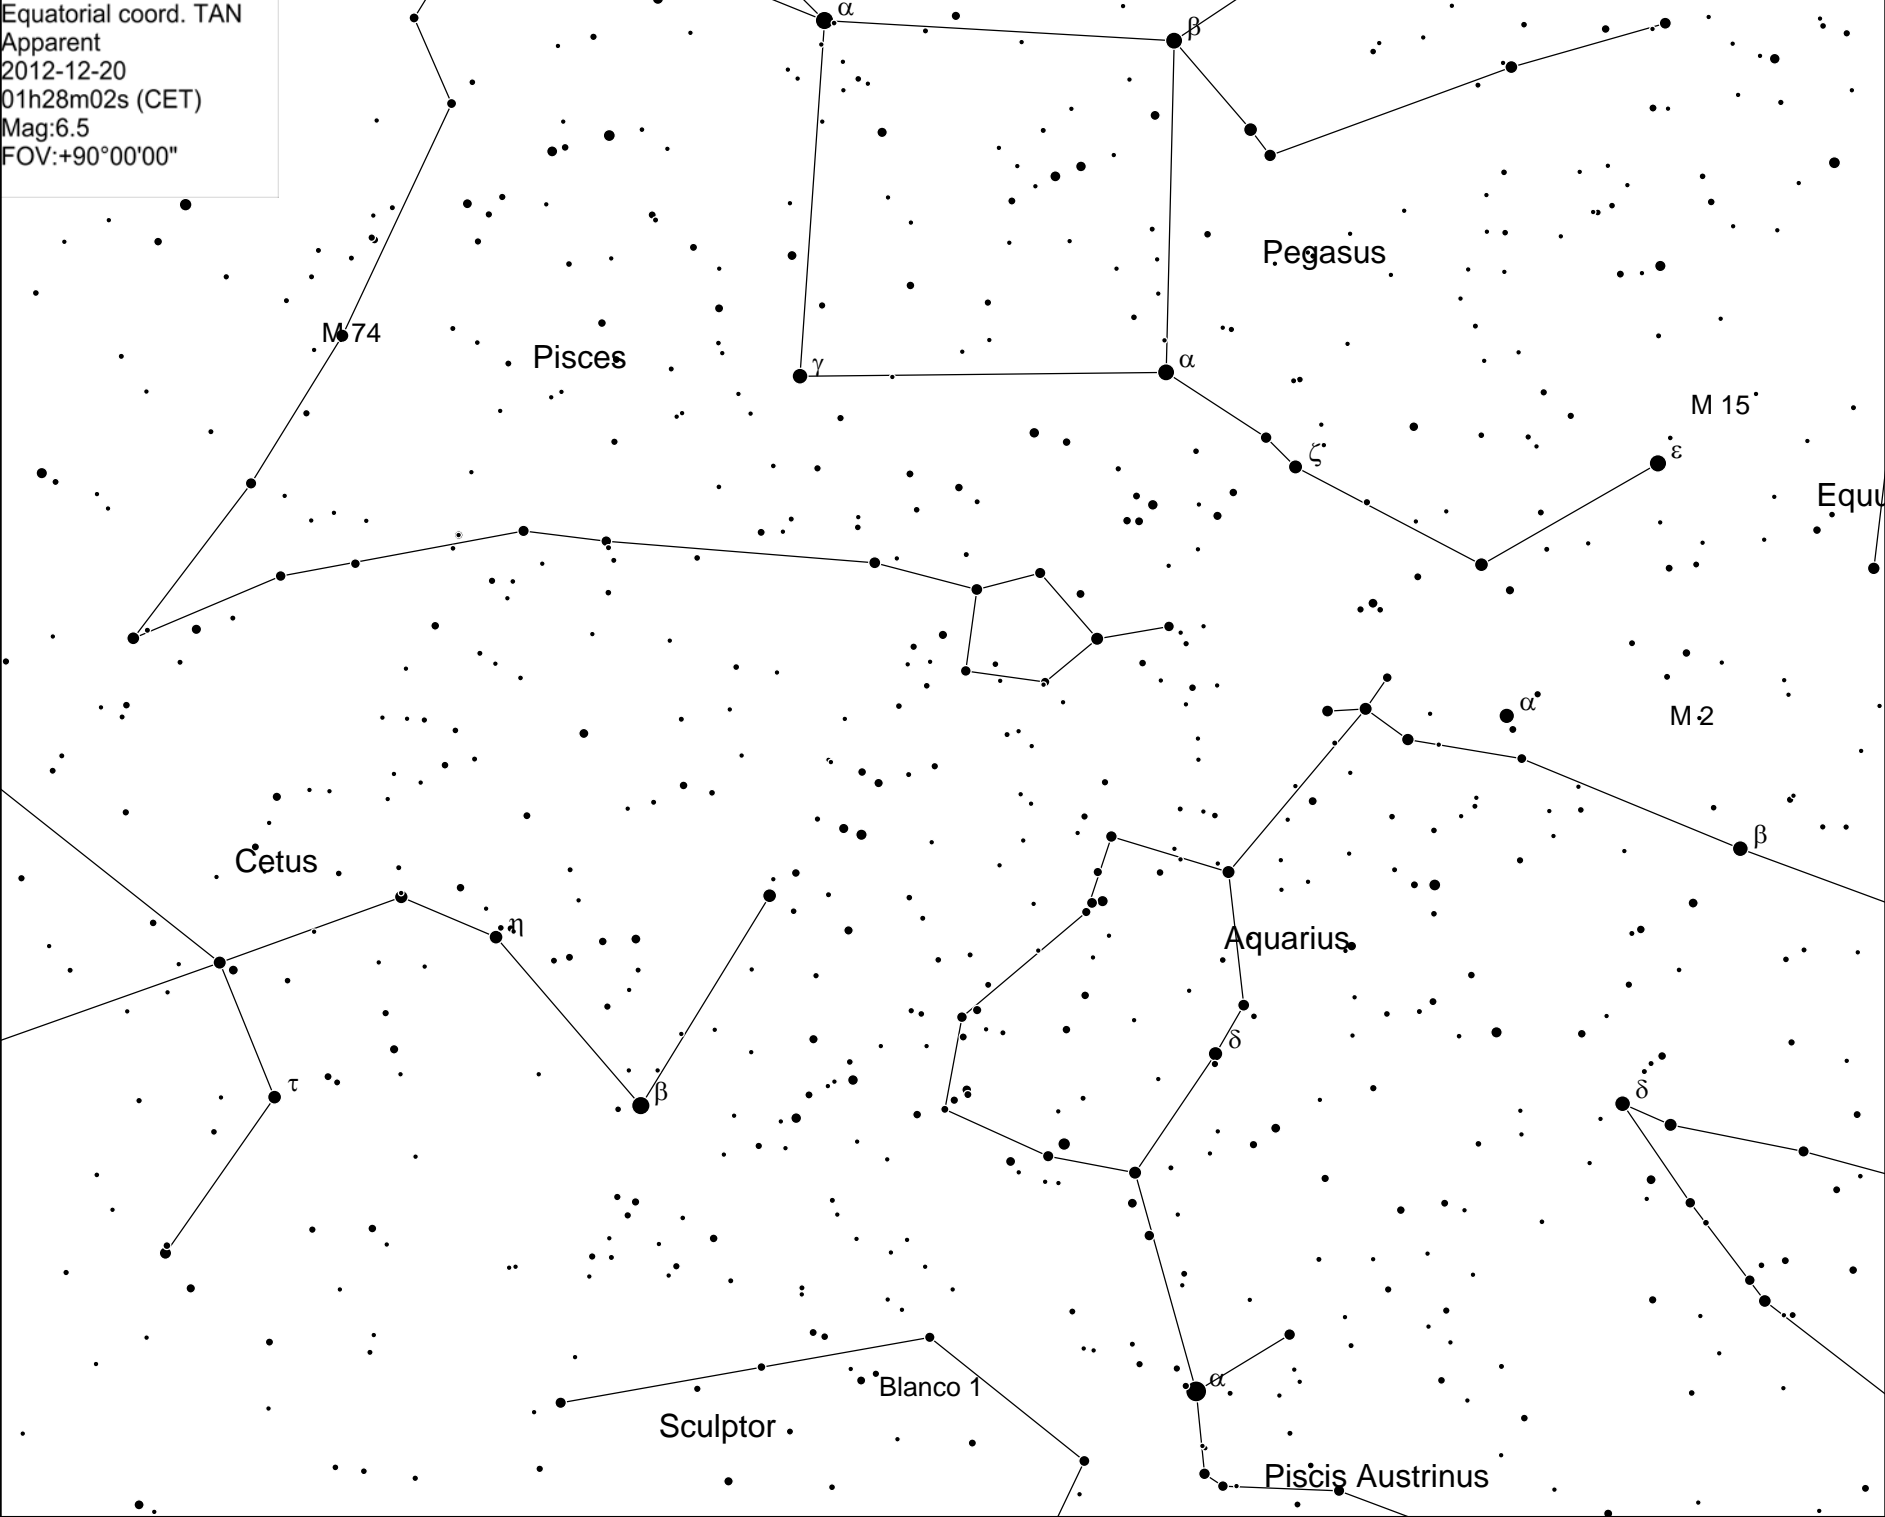 Equatorial coord. TAN
Apparent
2012-12-20
01h28m02s (CET)
Mag:6.5
FOV:+90°00'00"
α
β
Pegasus
M 74
Pisces
γ
α
M 15
ζ
ε
Equu
α
M 2
β
Cetus
η
Aquarius
δ
τ
β
δ
α
Blanco 1
Sculptor
Piscis Austrinus